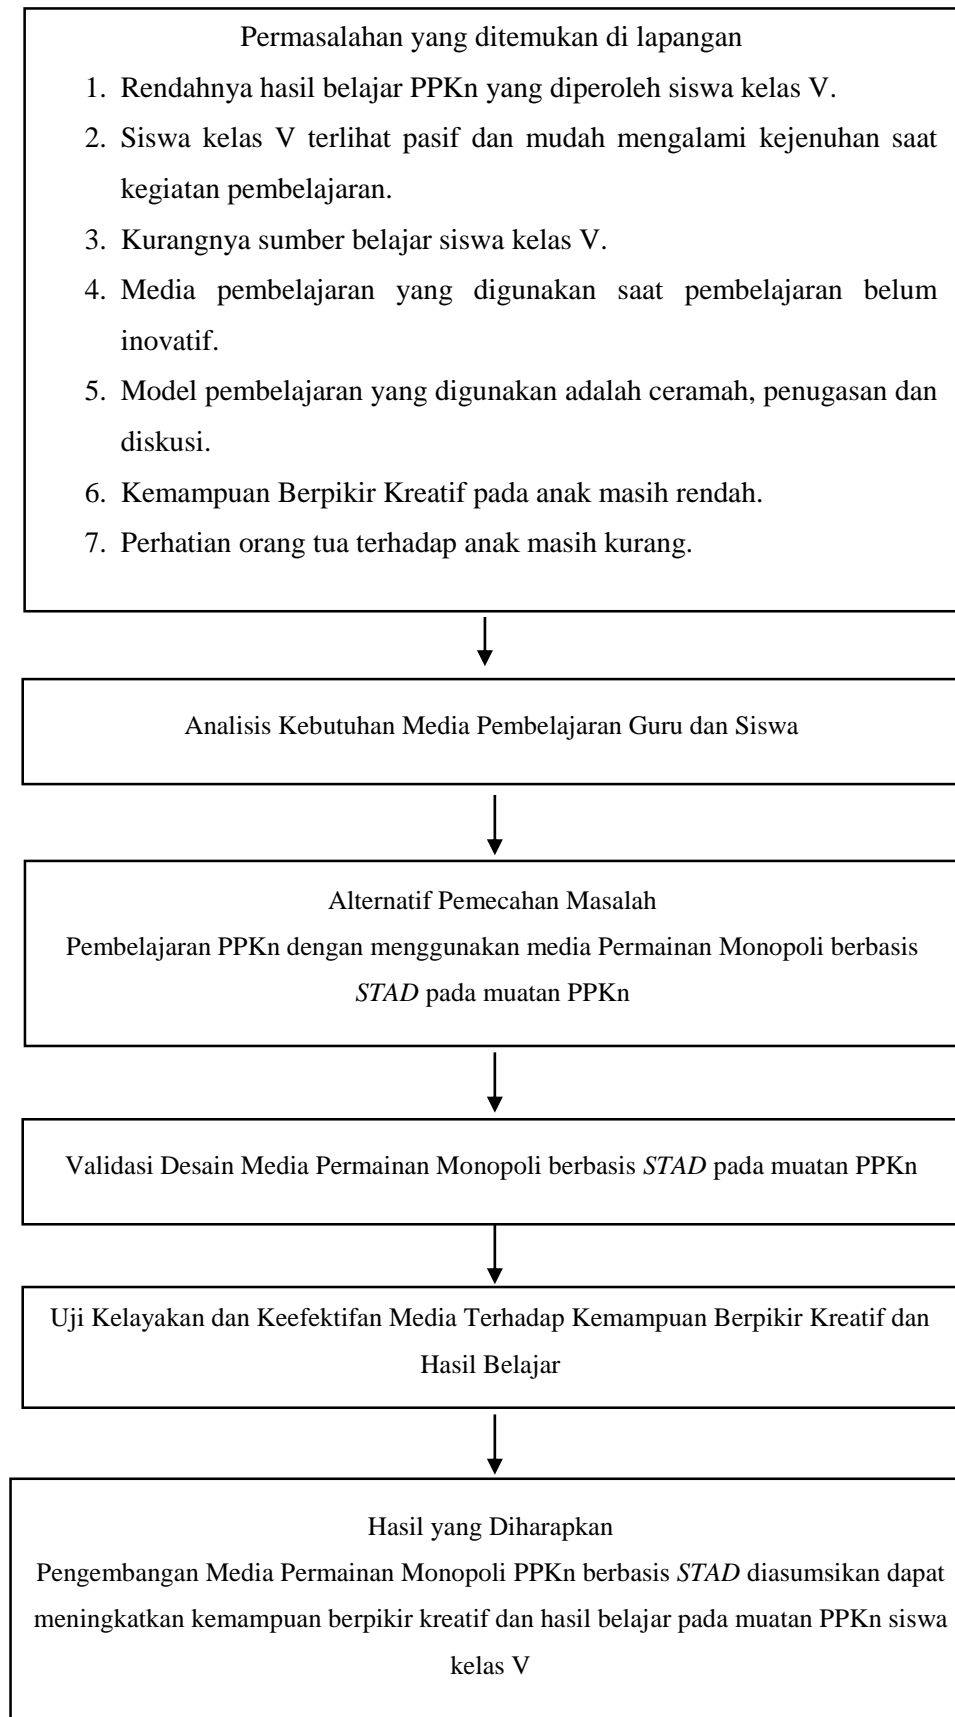 Permasalahan yang ditemukan di lapangan
1. Rendahnya hasil belajar PPKn yang diperoleh siswa kelas V.
2. Siswa kelas V terlihat pasif dan mudah mengalami kejenuhan saat
kegiatan pembelajaran.
3. Kurangnya sumber belajar siswa kelas V.
4. Media pembelajaran yang digunakan saat pembelajaran belum
inovatif.
5. Model pembelajaran yang digunakan adalah ceramah, penugasan dan
diskusi.
6. Kemampuan Berpikir Kreatif pada anak masih rendah.
7. Perhatian orang tua terhadap anak masih kurang.
Analisis Kebutuhan Media Pembelajaran Guru dan Siswa
Alternatif Pemecahan Masalah
Pembelajaran PPKn dengan menggunakan media Permainan Monopoli berbasis
STAD pada muatan PPKn
Validasi Desain Media Permainan Monopoli berbasis STAD pada muatan PPKn
Uji Kelayakan dan Keefektifan Media Terhadap Kemampuan Berpikir Kreatif dan
Hasil Belajar
Hasil yang Diharapkan
Pengembangan Media Permainan Monopoli PPKn berbasis STAD diasumsikan dapat
meningkatkan kemampuan berpikir kreatif dan hasil belajar pada muatan PPKn siswa
kelas V